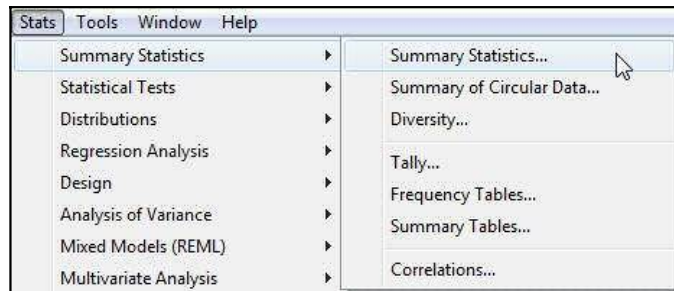 Stats Tools Window Help
Summary Statistics
Statistical Tests
Distributions
Regression Analysis
Design
Analysis of Variance
Mixed Models (REML)
Multivariate Analysis
Summary Statistics...
Summary of Circular Data...
Diversity...
Tally...
Frequency Tables...
Summary Tables...
Correlations...